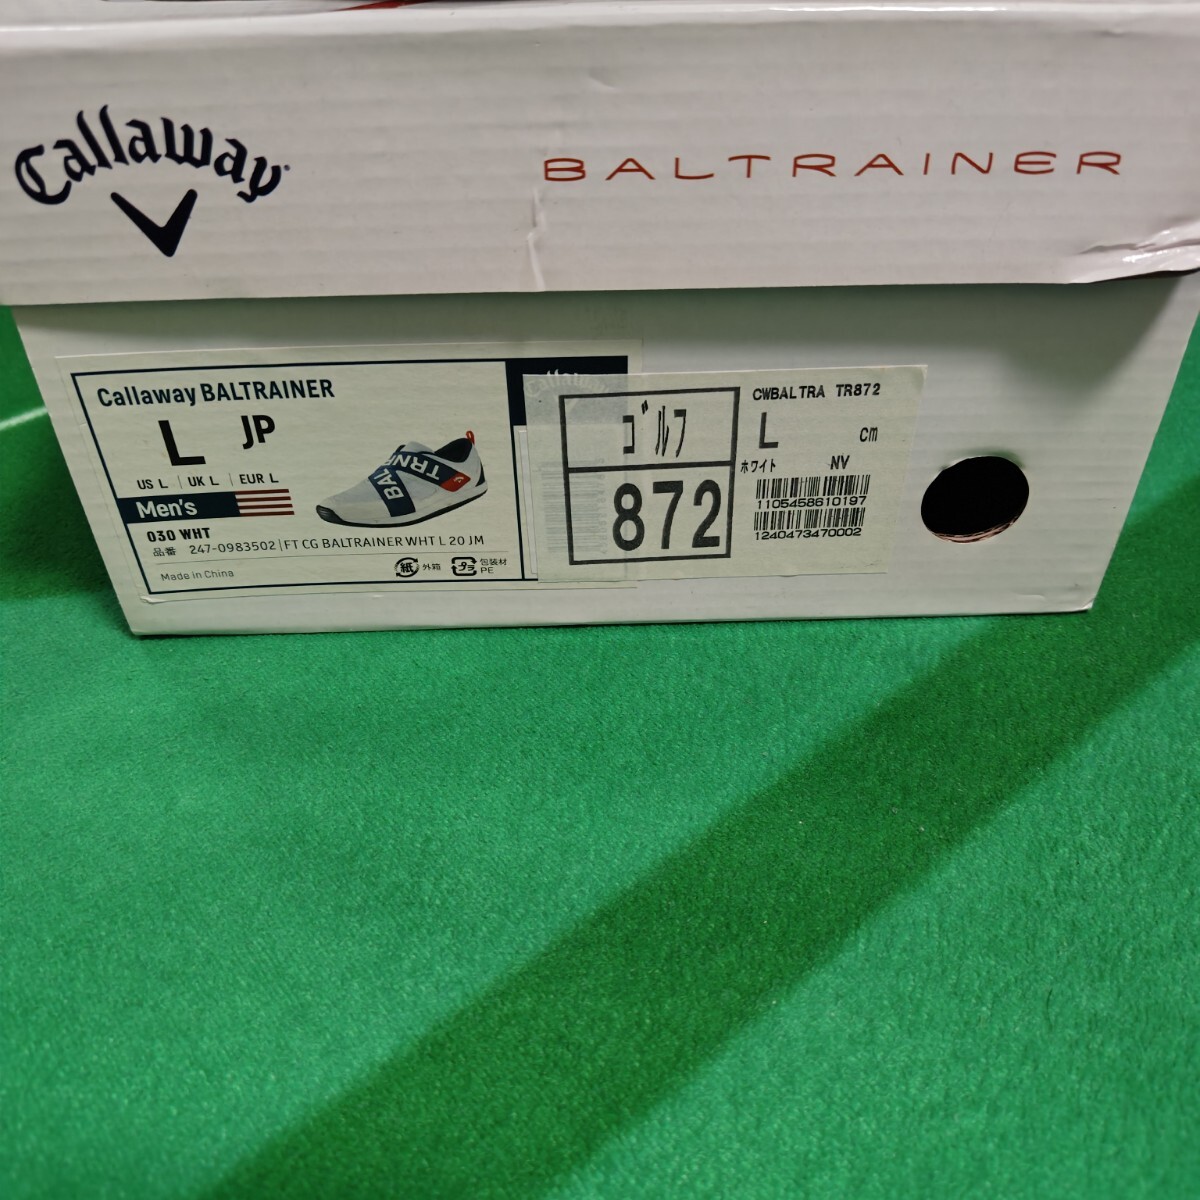 Callaway
BALTRAINER
Callaway BALTRAINER
L JP
US L | UK L | EUR L
Men's
030 WHT
品番 247-0983502 | FT CG BALTRAINER WHT L 20 JM
Made in China
紙 外箱 プラ 包装材
PE
BAL
TRN
ゴルフ
872
CWBALTRA TR872
L cm
ホワイト NV
1105458610197
1240473470002